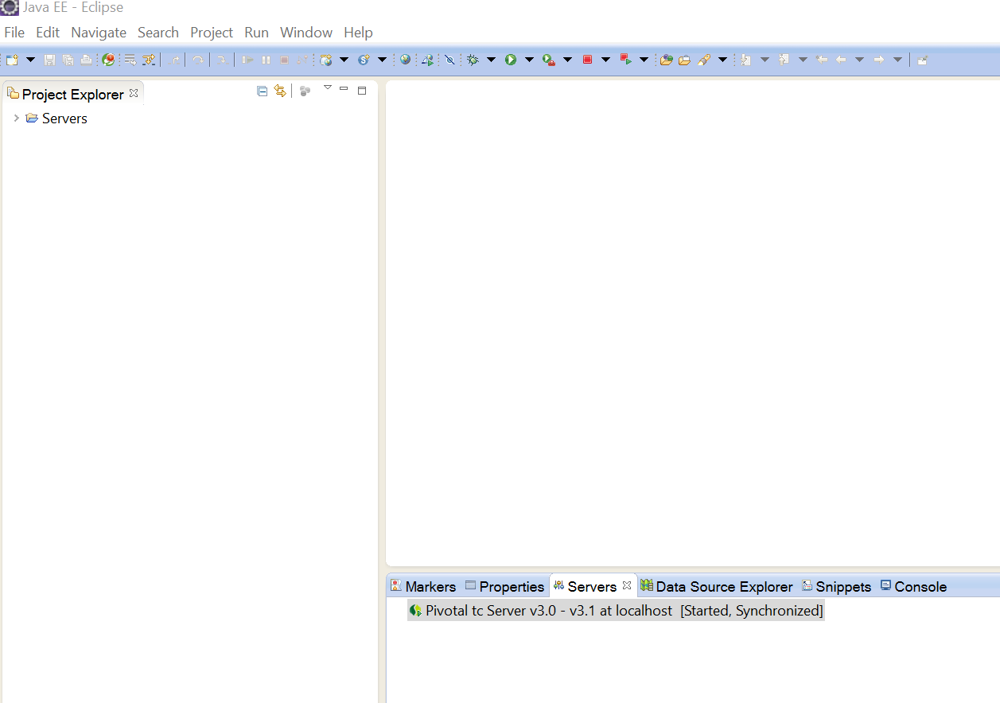 Java EE - Eclipse
File Edit Navigate Search Project Run Window Help
Project Explorer
Servers
Markers Properties Servers Data Source Explorer Snippets Console
Pivotal tc Server v3.0 - v3.1 at localhost [Started, Synchronized]